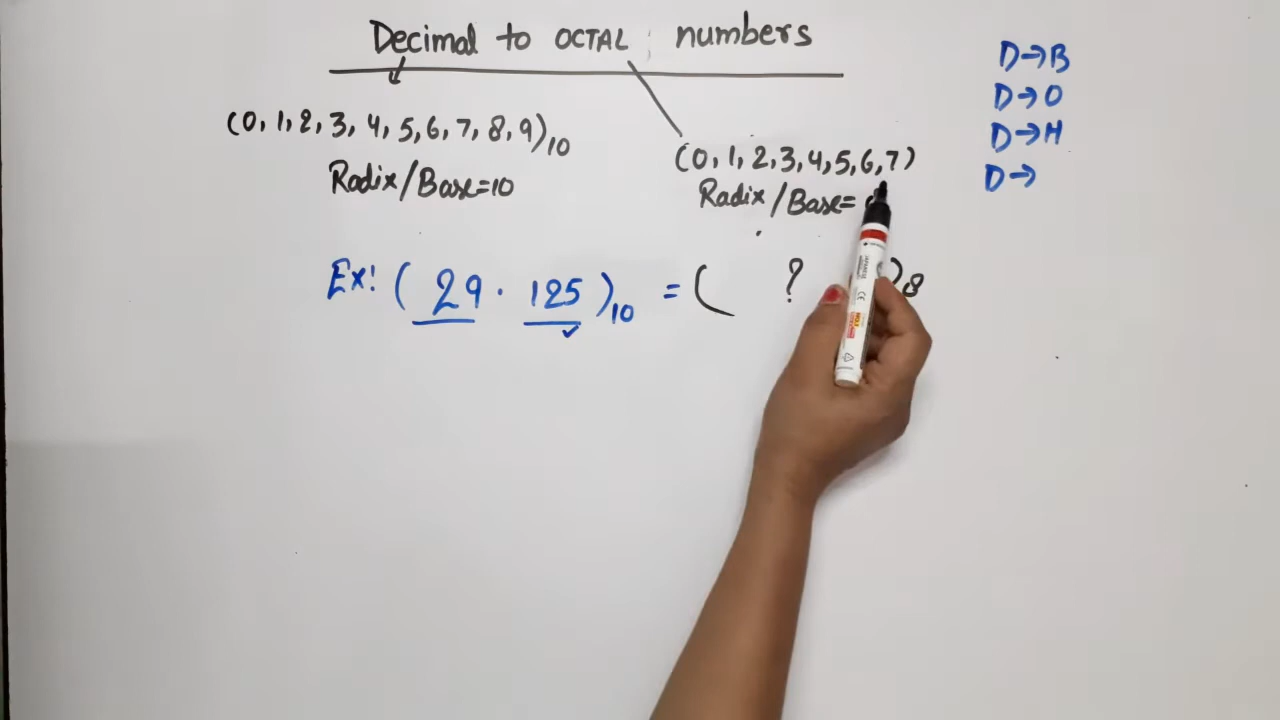 Decimal to OCTAL numbers
(0, 1, 2, 3, 4, 5, 6, 7, 8, 9)10
Radix/Base=10
(0, 1, 2, 3, 4, 5, 6, 7)
Radix/Base=
D→B
D→O
D→H
D→
Ex: ( 29 . 125 )10 = ( ? )8